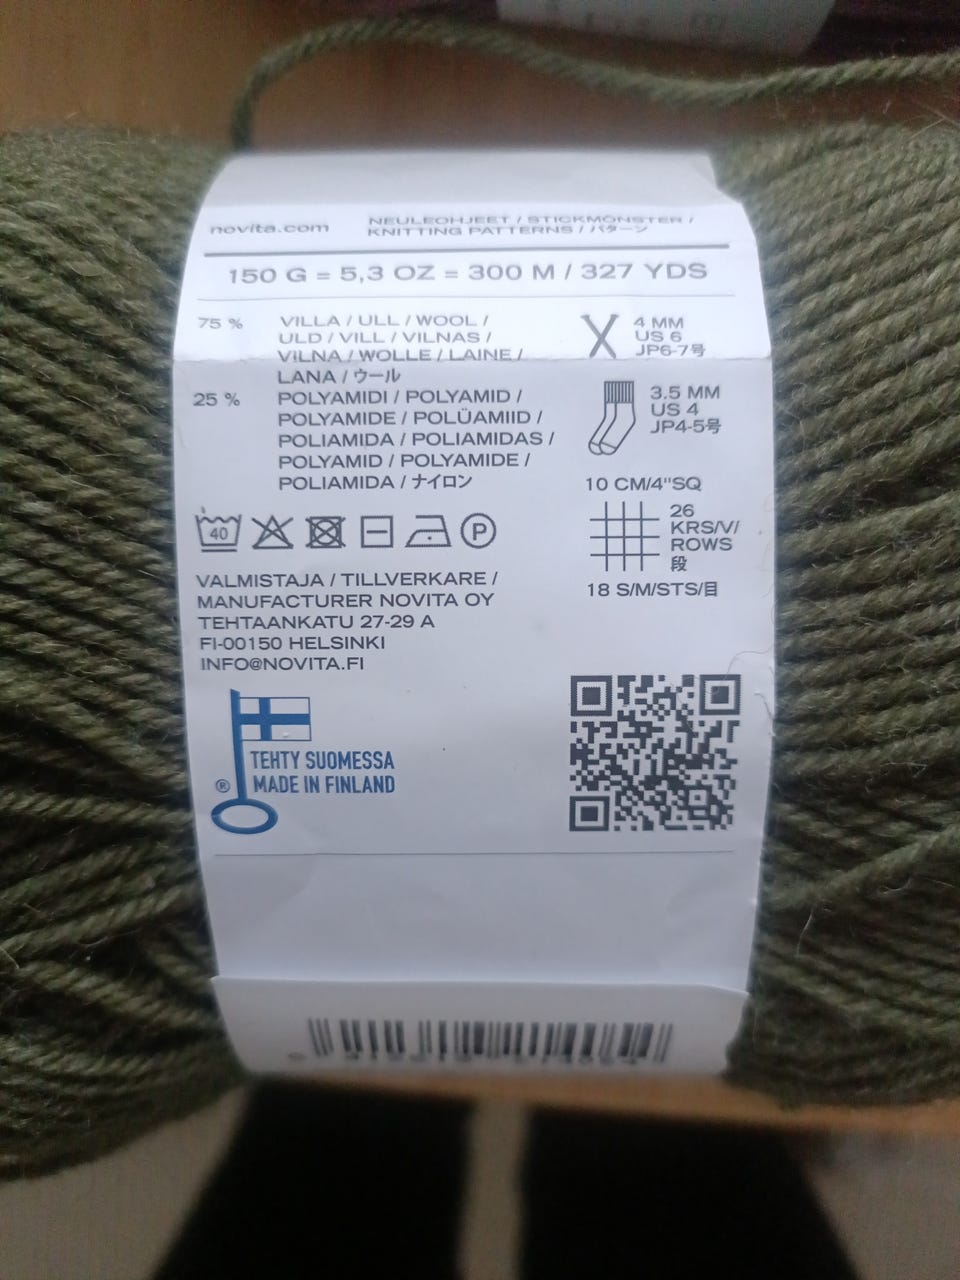 novita.com
NEULEOHJEET / STICKMÖNSTER /
KNITTING PATTERNS / パターン
150 G = 5,3 OZ = 300 M / 327 YDS
75 %
VILLA / ULL / WOOL /
ULD / VILL / VILNAS /
VILNA / WOLLE / LAINE /
LANA / ウール
25 %
POLYAMIDI / POLYAMID /
POLYAMIDE / POLÜAMIID /
POLIAMIDA / POLIAMIDAS /
POLYAMID / POLYAMIDE /
POLIAMIDA / ナイロン
4 MM
US 6
JP6-7号
3.5 MM
US 4
JP4-5号
10 CM/4"SQ
26
KRS/V/
ROWS
段
18 S/M/STS/目
40
P
VALMISTAJA / TILLVERKARE /
MANUFACTURER NOVITA OY
TEHTAANKATU 27-29 A
FI-00150 HELSINKI
INFO@NOVITA.FI
TEHTY SUOMESSA
® MADE IN FINLAND